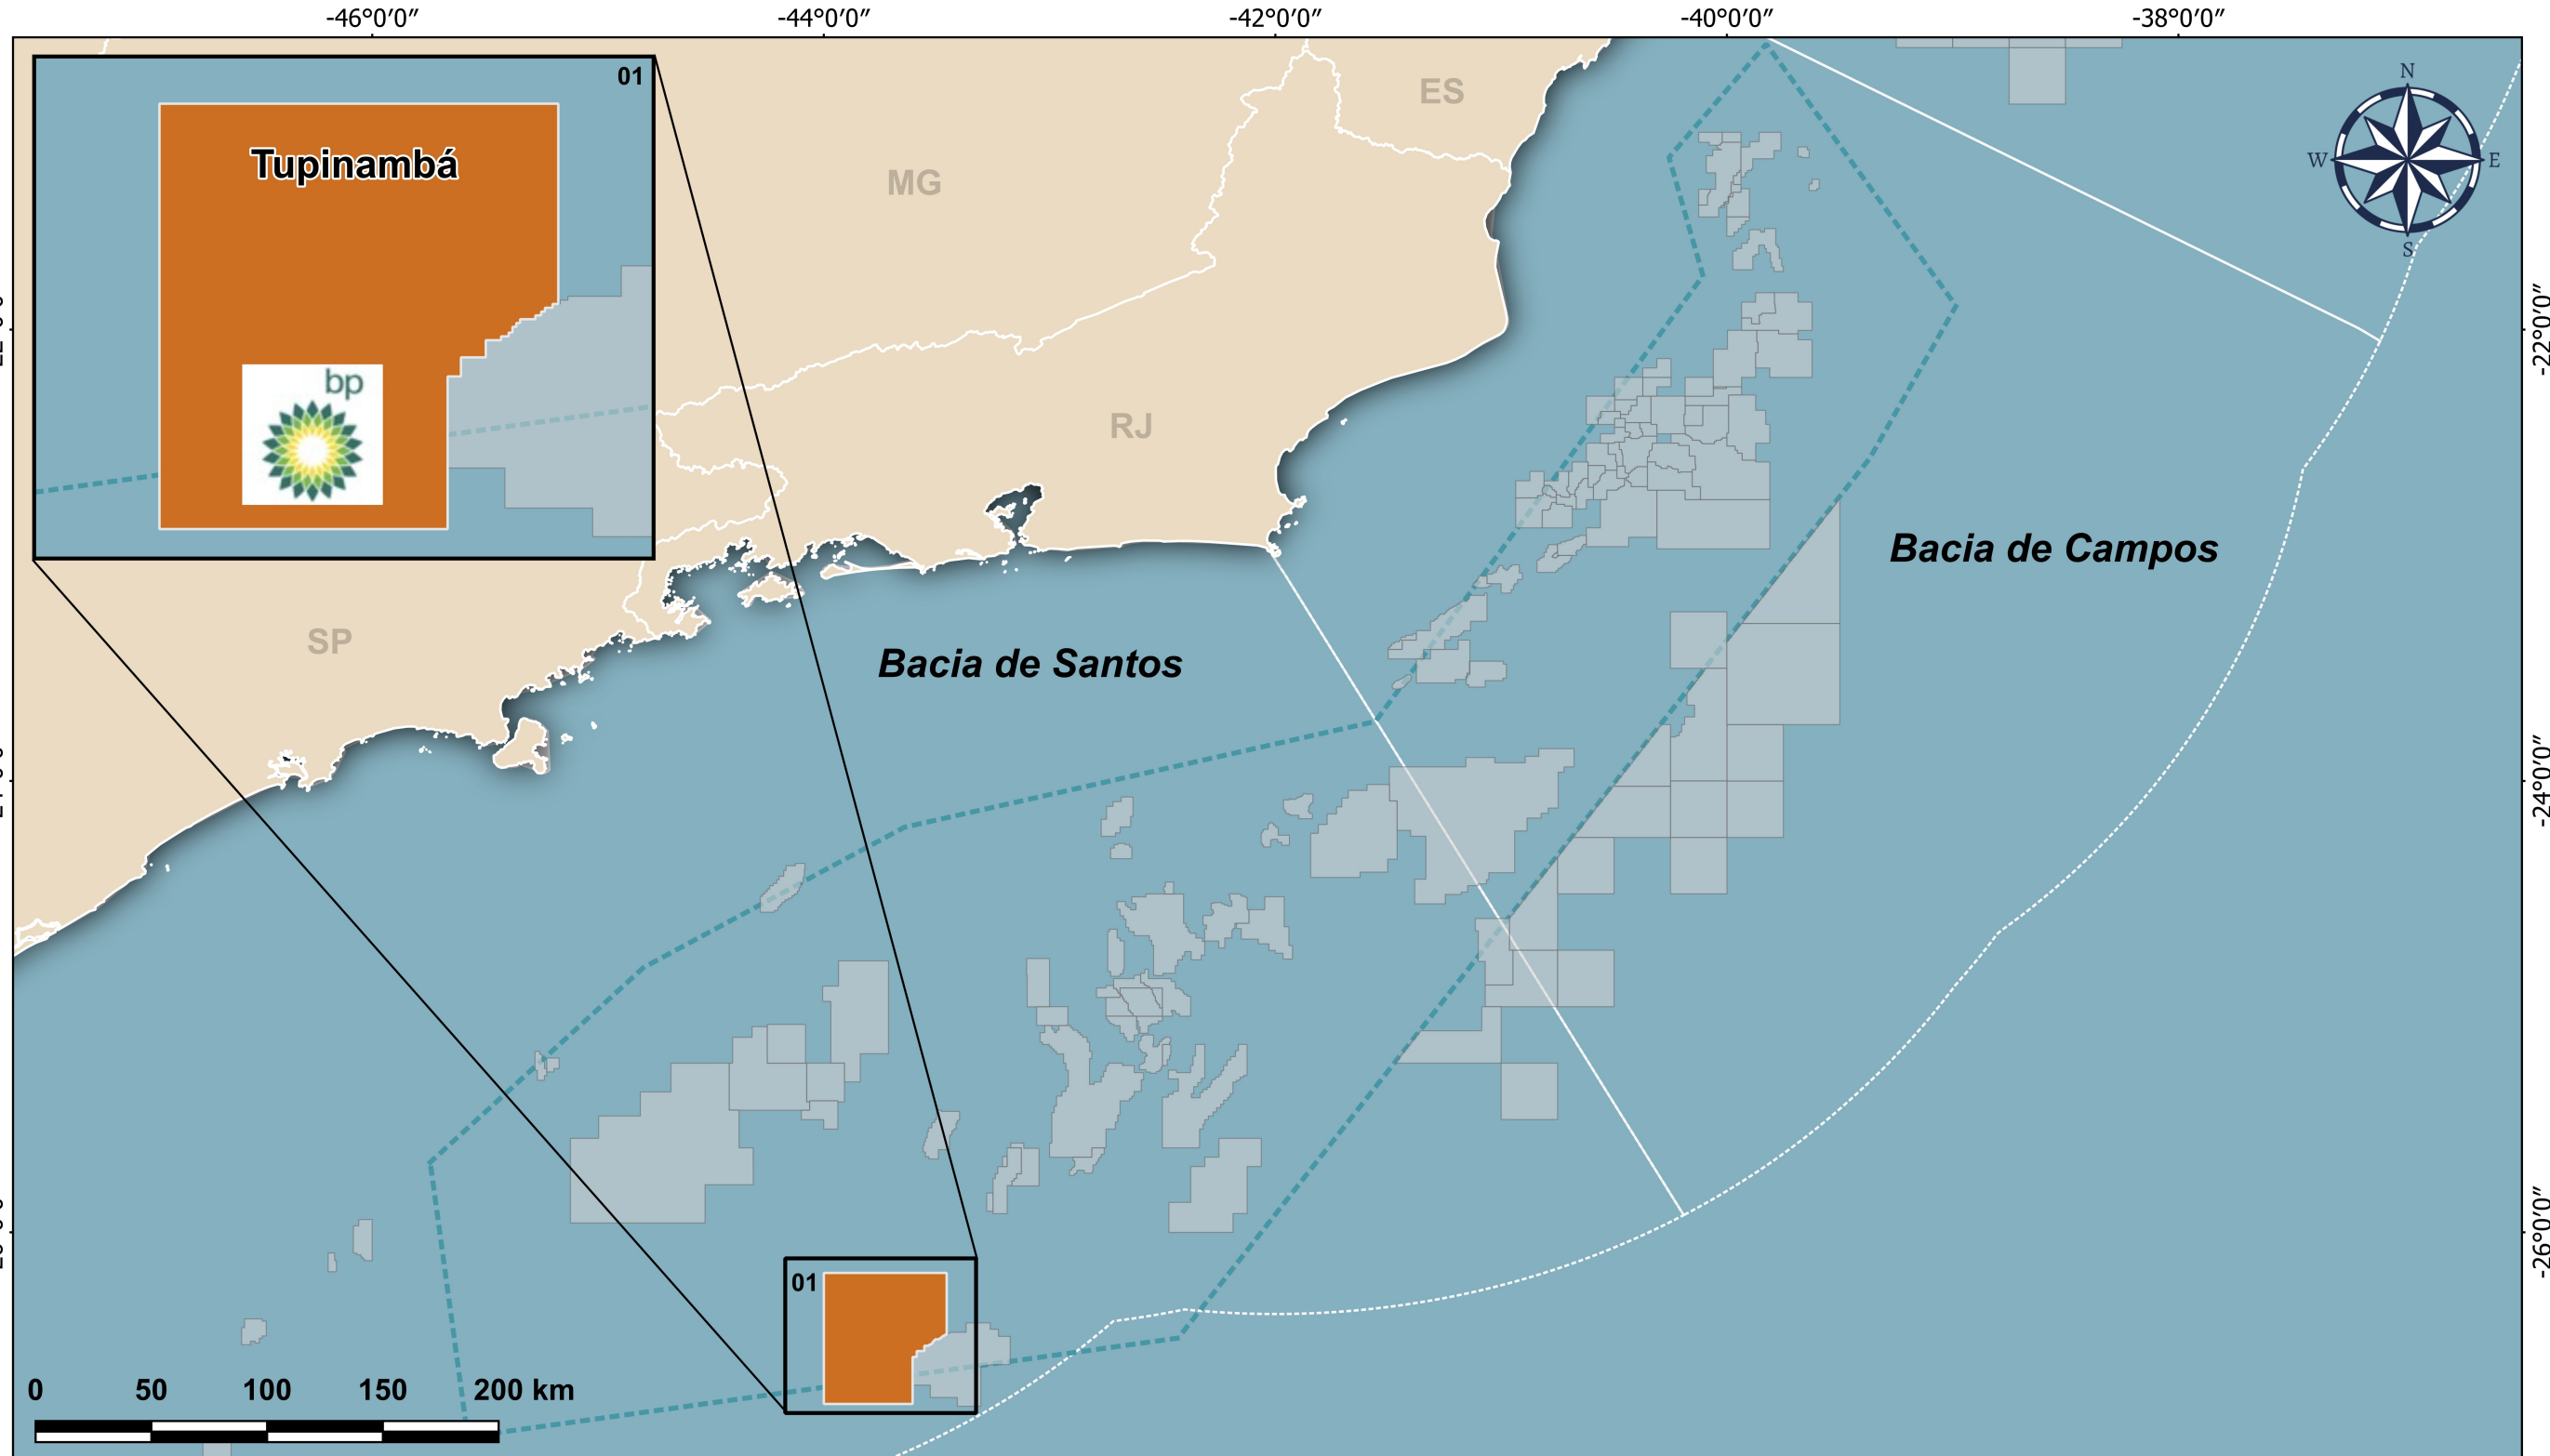 -46°0′0″
-44°0′0″
-42°0′0″
-40°0′0″
-38°0′0″
01
Tupinambá
bp
MG
ES
RJ
SP
N
W
E
S
-22°0′0″
-24°0′0″
-26°0′0″
Bacia de Campos
Bacia de Santos
01
0
50
100
150
200 km